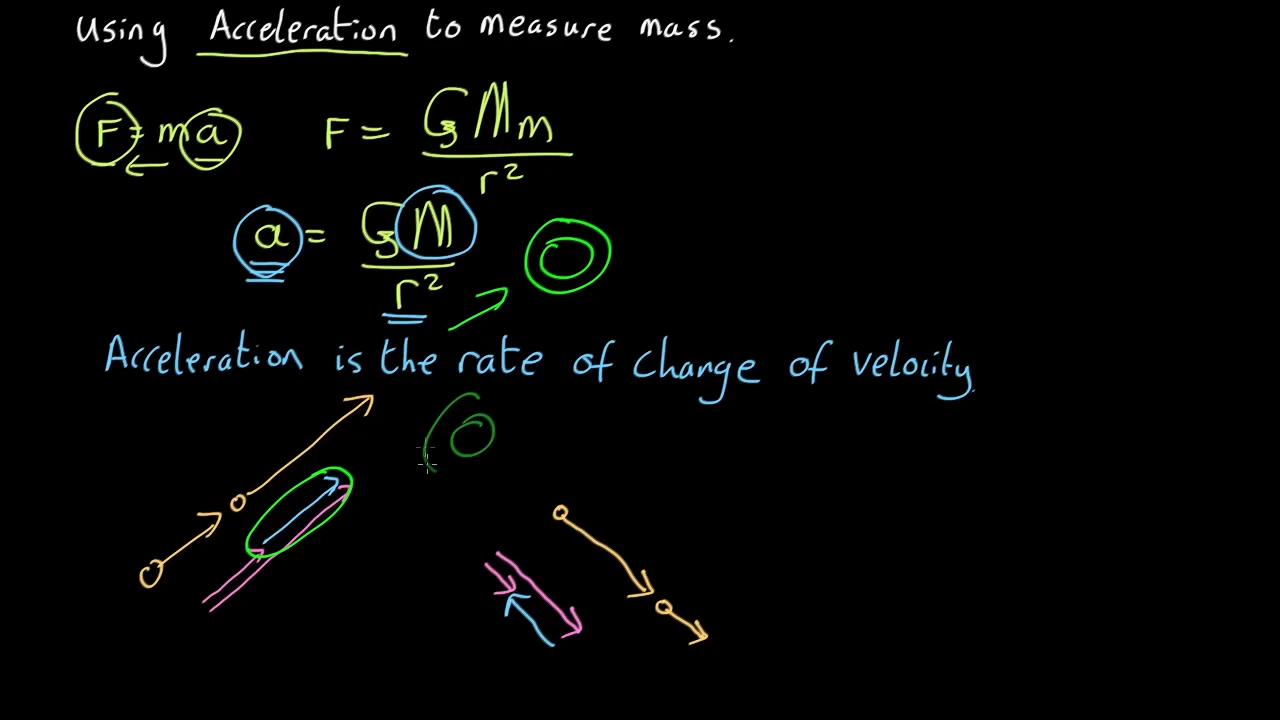 Using Acceleration to measure mass.
F = ma F = GMm / r²
a = GM / r²
Acceleration is the rate of change of velocity.